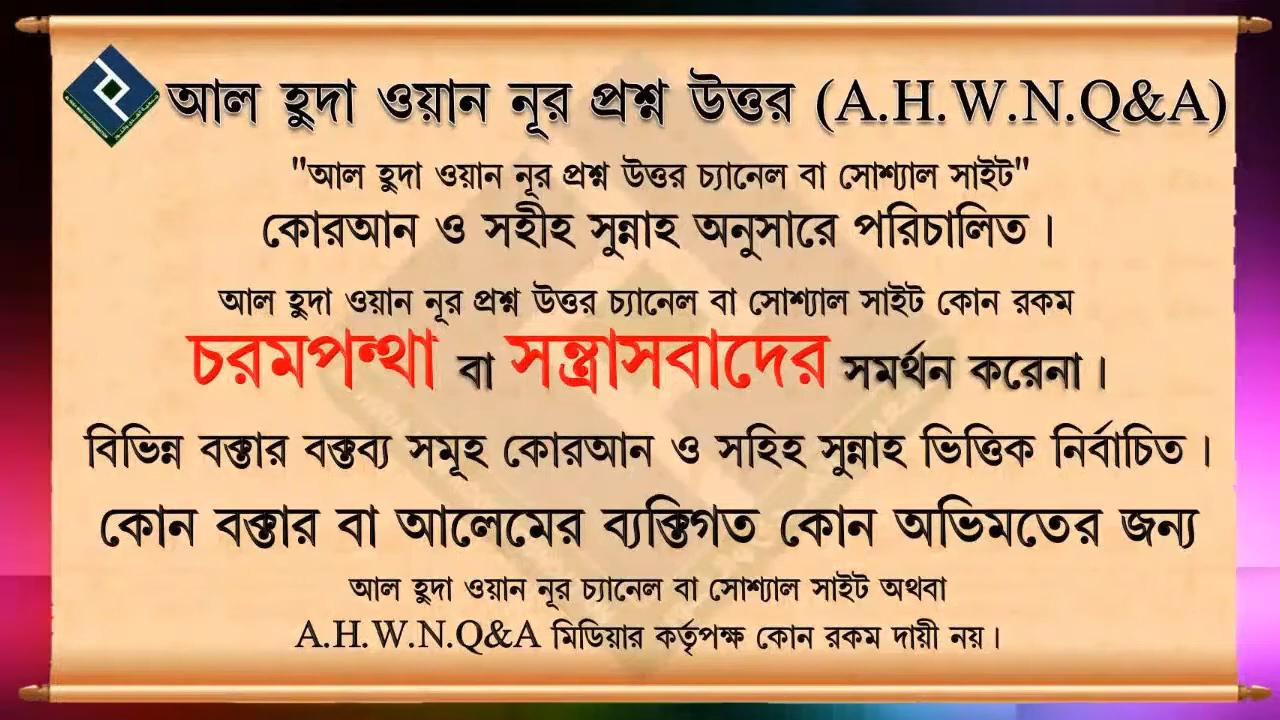 আল হুদা ওয়ান নূর প্রশ্ন উত্তর (A.H.W.N.Q&A)
"আল হুদা ওয়ান নূর প্রশ্ন উত্তর চ্যানেল বা সোশ্যাল সাইট"
কোরআন ও সহীহ সুন্নাহ অনুসারে পরিচালিত।
আল হুদা ওয়ান নূর প্রশ্ন উত্তর চ্যানেল বা সোশ্যাল সাইট কোন রকম
চরমপন্থা বা সন্ত্রাসবাদের সমর্থন করেনা।
বিভিন্ন বক্তার বক্তব্য সমূহ কোরআন ও সহিহ সুন্নাহ ভিত্তিক নির্বাচিত।
কোন বক্তার বা আলেমের ব্যক্তিগত কোন অভিমতের জন্য
আল হুদা ওয়ান নূর চ্যানেল বা সোশ্যাল সাইট অথবা
A.H.W.N.Q&A মিডিয়ার কর্তৃপক্ষ কোন রকম দায়ী নয়।